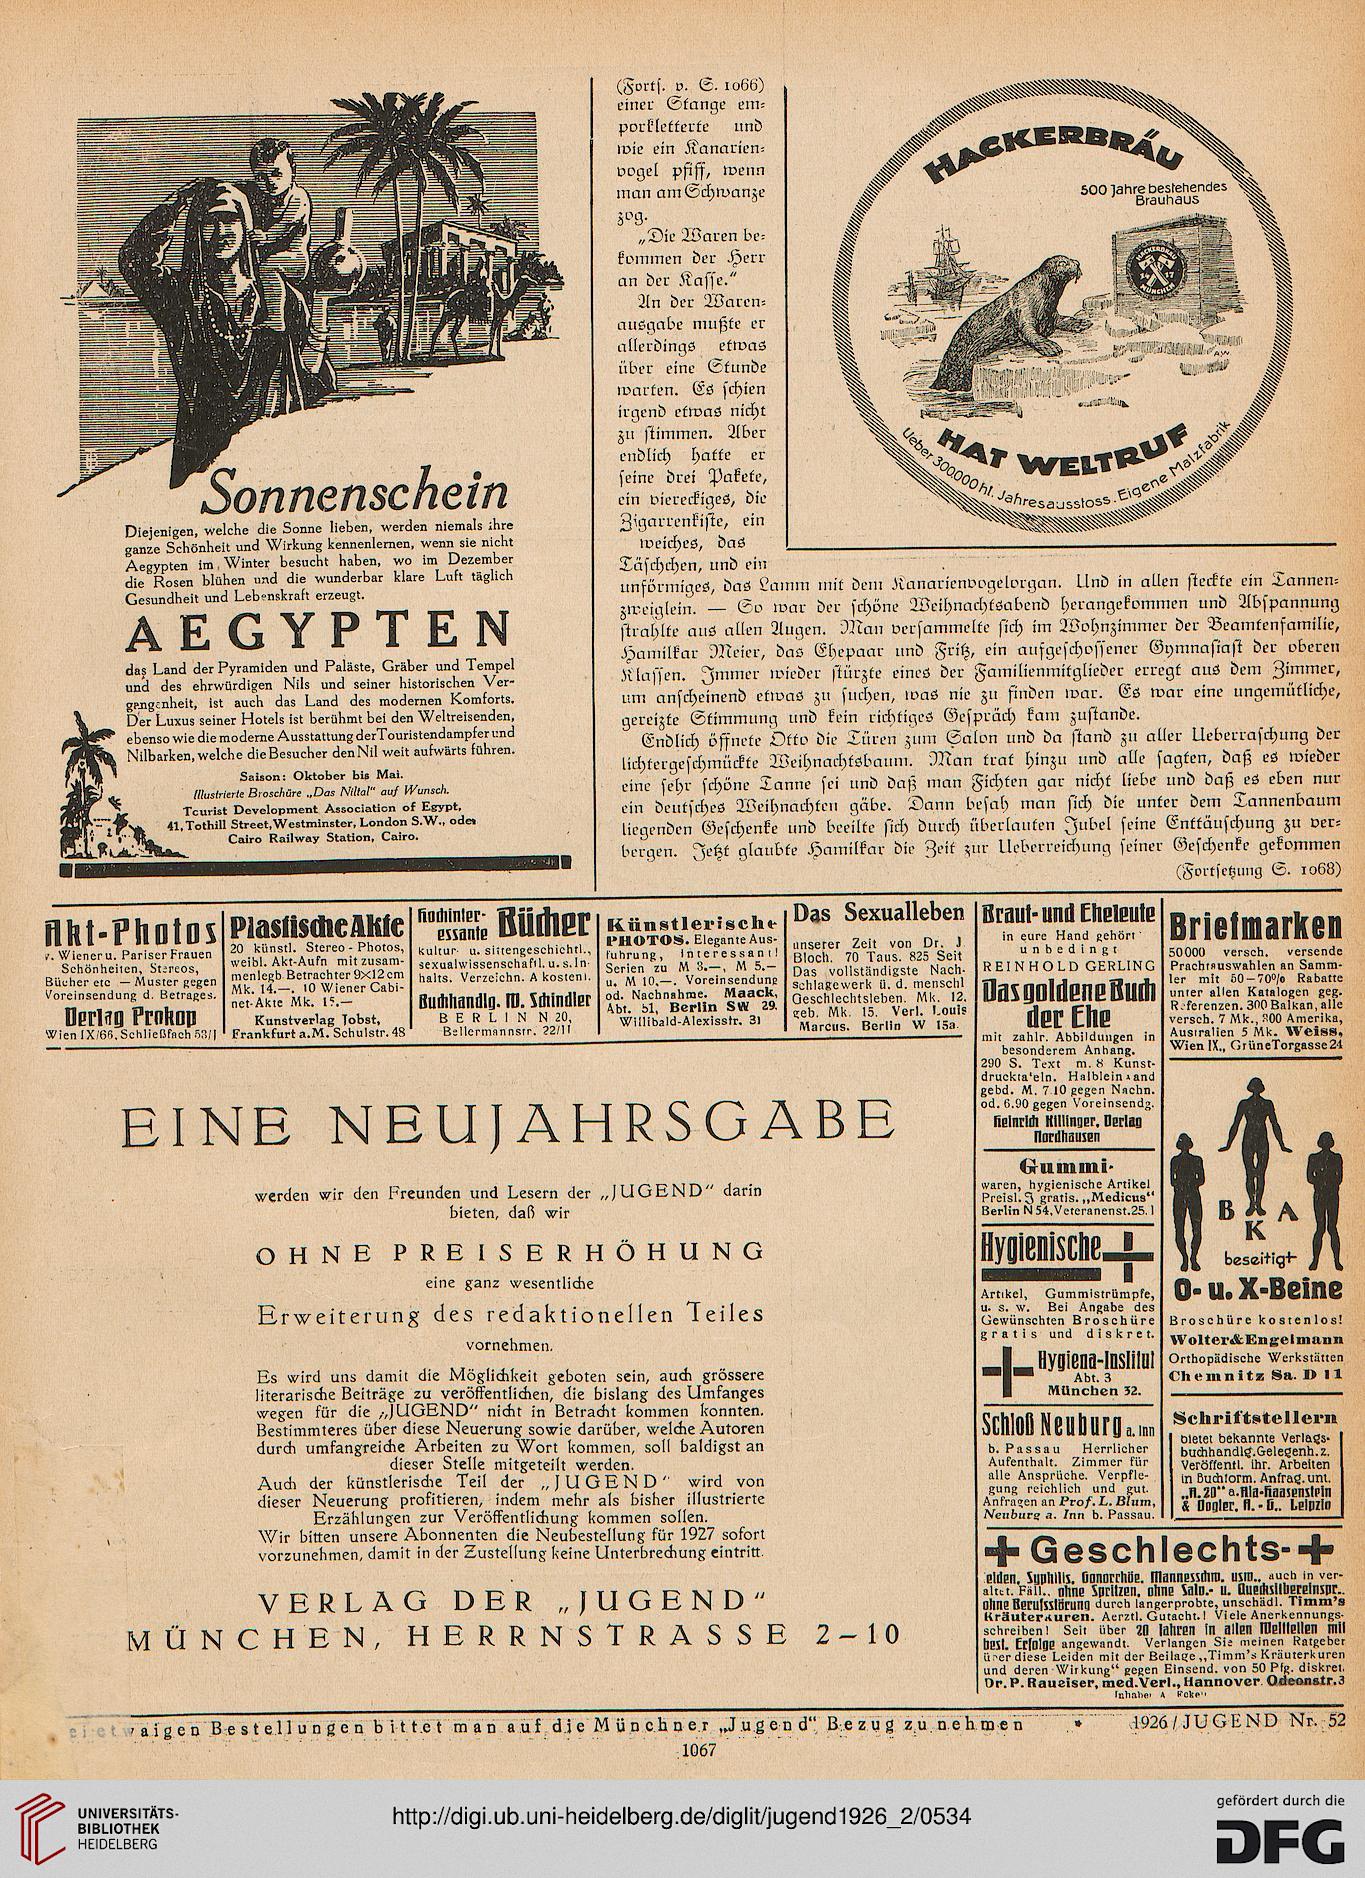 Sonnenschein
Diejenigen, welche die Sonne lieben, werden niemals ihre
ganze Schönheit und Wirkung kennenlernen, wenn sie nicht
Aegypten im Winter besucht haben, wo im Dezember
die Rosen blühen und die wunderbar klare Luft täglich
Gesundheit und Lebenskraft erzeugt.
AEGYPTEN
das Land der Pyramiden und Paläste, Gräber und Tempel
und des ehrwürdigen Nils und seiner historischen Ver-
gangenheit, ist auch das Land des modernen Komforts.
Der Luxus seiner Hotels ist berühmt bei den Weltreisenden,
ebenso wie die moderne Ausstattung der Touristendampfer und
Nilbarken, welche die Besucher den Nil weit aufwärts führen.
Saison: Oktober bis Mai.
Illustrierte Broschüre „Das Niltal" auf Wunsch.
Tourist Development Association of Egypt,
41, Tothill Street, Westminster, London S.W., oder
Cairo Railway Station, Cairo.
(Forts. v. S. 1066)
einer Stange em-
porkletterte und
wie ein Kanarien-
vogel pfiff, wenn
man am Schwanze
zog.
„Die Waren be-
kommen der Herr
an der Kasse."
An der Waren-
ausgabe mußte er
allerdings etwas
über eine Stunde
warten. Es schien
irgend etwas nicht
zu stimmen. Aber
endlich hatte er
seine drei Pakete,
ein viereckiges, die
Zigarrenkiste, ein
weiches, das
Täschchen, und ein
unförmiges, das Lamm mit dem Kanarienvogelorgan. Und in allen steckte ein Tannen-
zweiglein. — So war der schöne Weihnachtsabend herangekommen und Abspannung
strahlte aus allen Augen. Man versammelte sich im Wohnzimmer der Beamtenfamilie,
Hamilkar Meier, das Ehepaar und Fritz, ein aufgeschossener Gymnasiast der oberen
Klassen. Immer wieder stürzte eines der Familienmitglieder erregt aus dem Zimmer,
um anscheinend etwas zu suchen, was nie zu finden war. Es war eine ungemütliche,
gereizte Stimmung und kein richtiges Gespräch kam zustande.
Endlich öffnete Otto die Türen zum Salon und da stand zu aller Ueberraschung der
lichtergeschmückte Weihnachtsbaum. Man trat hinzu und alle sagten, daß es wieder
eine sehr schöne Tanne sei und daß man Fichten gar nicht liebe und daß es eben nur
ein deutsches Weihnachten gäbe. Dann besah man sich die unter dem Tannenbaum
liegenden Geschenke und beeilte sich durch überlauten Jubel seine Enttäuschung zu ver-
bergen. Jetzt glaubte Hamilkar die Zeit zur Ueberreichung seiner Geschenke gekommen
(Fortsetzung S. 1068)
HACKERBRÄU
500 Jahre bestehendes
Brauhaus
HACKERBRÄU
MÜNCHEN
HAT WELTRUF
Ueber 300000 hl. Jahresausstoss. Eigene Malzfabrik
Akt-Photos
v. Wiener u. Pariser Frauen
Schönheiten, Stereos,
Bücher etc — Muster gegen
Voreinsendung d. Betrages.
Verlag Prokop
Wien IX/66, Schließfach 53/J
Plastische Akte
20 künstl. Stereo-Photos,
weibl. Akt-Aufn mit zusam-
menlegb Betrachter 9×12 cm
Mk. 14.—, 10 Wiener Cabi-
net-Akte Mk. 15.—
Kunstverlag Jobst,
Frankfurt a.M. Schulstr. 48
Hochinter-
essante Bücher
kultur- u. sittengeschichtl.,
sexualwissenschaftl. u. s. In-
halts. Verzeichn. A kostenl.
Buchhandlg. W. Schindler
BERLIN N 20,
Bellermannstr. 22/11
Künstlerische
PHOTOS. Elegante Aus-
führung, Interessant!
Serien zu M 3.—, M 5.—
u. M 10.—. Voreinsendung
od. Nachnahme. Maack,
Abt. 51, Berlin SW 29.
Willibald-Alexisstr. 31
Das Sexualleben
unserer Zeit von Dr. J
Bloch. 70 Taus. 825 Seit
Das vollständigste Nach-
schlagewerk ü. d. menschl
Geschlechtsleben. Mk. 12.
geb. Mk. 15. Verl. Louis
Marcus. Berlin W 15a.
Braut- und Eheleute
in eure Hand gehört
unbedingt
REINHOLD GERLING
Das goldene Buch
der Ehe
mit zahlr. Abbildungen in
besonderem Anhang.
290 S. Text m. 8 Kunst-
drucktafeln. Halbleinband
gebd. M. 7.10 gegen Nachn.
od. 6.90 gegen Voreinsendg.
Heinrich Killinger, Verlag
Nordhausen
Gummi-
waren, hygienische Artikel
Preisl. J gratis. „Medicus"
Berlin N 54, Veteranenst. 25. I
Hygienische
Artikel, Gummistrümpfe,
u. s. w. Bei Angabe des
Gewünschten Broschüre
gratis und diskret.
Hygiena-Institut
Abt. 3
München 32.
Schloß Neuburg a. Inn
b. Passau Herrlicher
Aufenthalt. Zimmer für
alle Ansprüche. Verpfle-
gung reichlich und gut.
Anfragen an Prof. L. Blum,
Neuburg a. Inn b. Passau.
Briefmarken
50000 versch. versende
Prachtauswahlen an Samm-
ler mit 50–70% Rabatte
unter allen Katalogen geg.
Referenzen. 300 Balkan, alle
versch. 7 Mk., 300 Amerika,
Australien 5 Mk. Weiss,
Wien IX., Grüne Torgasse 24
B K A
beseitigt
O- u. X-Beine
Broschüre kostenlos!
Wolter & Engelmann
Orthopädische Werkstätten
Chemnitz Sa. D 11
Schriftstellern
bietet bekannte Verlags-
buchhandlg. Gelegenh. z.
Veröffentl. ihr. Arbeiten
in Buchform. Anfrag. unt.
„A. 20" a. Ala-Haasenstein
& Vogler, A.-G., Leipzig
Geschlechts-
leiden, Syphilis, Gonorrhöe, Mannesschw. usw., auch in ver-
altet. Fäll., ohne Spritzen, ohne Salv.- u. Quecksilbereinspr.,
ohne Berufsstörung durch langerprobte, unschädl. Timm's
Kräuterkuren. Aerztl. Gutacht.! Viele Anerkennungs-
schreiben! Seit über 20 Jahren in allen Weltteilen mit
best. Erfolge angewandt. Verlangen Sie meinen Ratgeber
über diese Leiden mit der Beilage „Timm's Kräuterkuren
und deren Wirkung" gegen Einsend. von 50 Pfg. diskret.
Dr. P. Raueiser, med. Verl., Hannover. Odeonstr. 3
EINE NEUJAHRSGABE
werden wir den Freunden und Lesern der „JUGEND" darin
bieten, daß wir
OHNE PREISERHÖHUNG
eine ganz wesentliche
Erweiterung des redaktionellen Teiles
vornehmen.
Es wird uns damit die Möglichkeit geboten sein, auch grössere
literarische Beiträge zu veröffentlichen, die bislang des Umfanges
wegen für die „JUGEND" nicht in Betracht kommen konnten.
Bestimmteres über diese Neuerung sowie darüber, welche Autoren
durch umfangreiche Arbeiten zu Wort kommen, soll baldigst an
dieser Stelle mitgeteilt werden.
Auch der künstlerische Teil der „JUGEND" wird von
dieser Neuerung profitieren, indem mehr als bisher illustrierte
Erzählungen zur Veröffentlichung kommen sollen.
Wir bitten unsere Abonnenten die Neubestellung für 1927 sofort
vorzunehmen, damit in der Zustellung keine Unterbrechung eintritt.
VERLAG DER „JUGEND"
MÜNCHEN, HERRNSTRASSE 2–10
Bei etwaigen Bestellungen bittet man auf die Münchner „Jugend" Bezug zu nehmen * 1926 / JUGEND Nr. 52
1067
UNIVERSITÄTS-
BIBLIOTHEK
HEIDELBERG
http://digi.ub.uni-heidelberg.de/diglit/jugend1926_2/0534
gefördert durch die
DFG